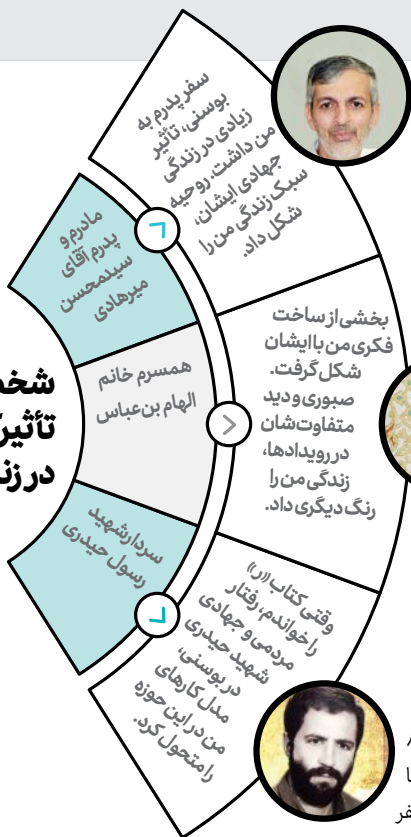 سفر پدرم به
بوسنی، تأثیر
زیادی در زندگی
من داشت. روحیه
جهادی ایشان،
سبک زندگی من را
شکل داد.
مادرم و
پدرم آقای
سیدمحسن
میرهادی
بخشی از ساخت
فکری من با ایشان
شکل گرفت.
صبوری و دید
متفاوت‌شان
در رویدادها،
زندگی من را
رنگ دیگری داد.
همسرم خانم
الهام بن‌عباس
در زند
سردار شهید
رسول حیدری
وقتی کتاب «ر»
را خواندم، رفتار
مردمی و جهادی
شهید حیدری
در بوسنی،
مدل کارهای
من در این حوزه
را متحول کرد.
ا
فر